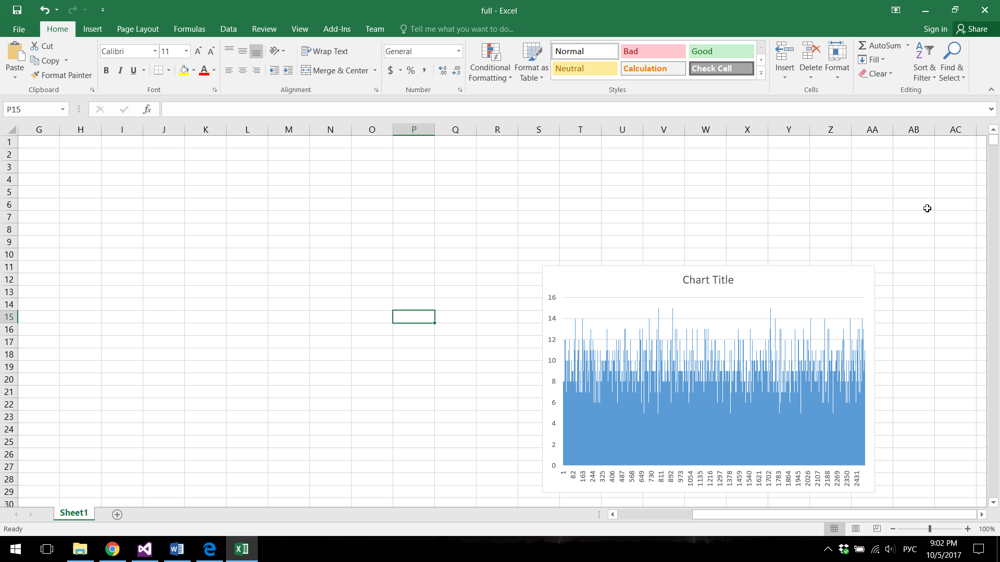 full - Excel
File Home Insert Page Layout Formulas Data Review View Add-Ins Team Tell me what you want to do... Sign in Share
Paste
Cut
Copy
Format Painter
Clipboard
Calibri 11
B I U
Font
Wrap Text
Merge & Center
Alignment
General
$ % ,
Number
Conditional Formatting
Format as Table
Normal Bad Good
Neutral Calculation Check Cell
Styles
Insert Delete Format
Cells
AutoSum
Fill
Clear
Sort & Filter
Find & Select
Editing
P15 fx
G H I J K L M N O P Q R S T U V W X Y Z AA AB AC
1
2
3
4
5
6
7
8
9
10
11
12
13
14
15
16
17
18
19
20
21
22
23
24
25
26
27
28
29
30
Chart Title
16
14
12
10
8
6
4
2
0
1 82 163 244 325 406 487 568 649 730 811 892 973 1054 1135 1216 1297 1378 1459 1540 1621 1702 1783 1864 1945 2026 2107 2188 2269 2350 2431
Sheet1
Ready 100%
РУС
9:02 PM
10/5/2017